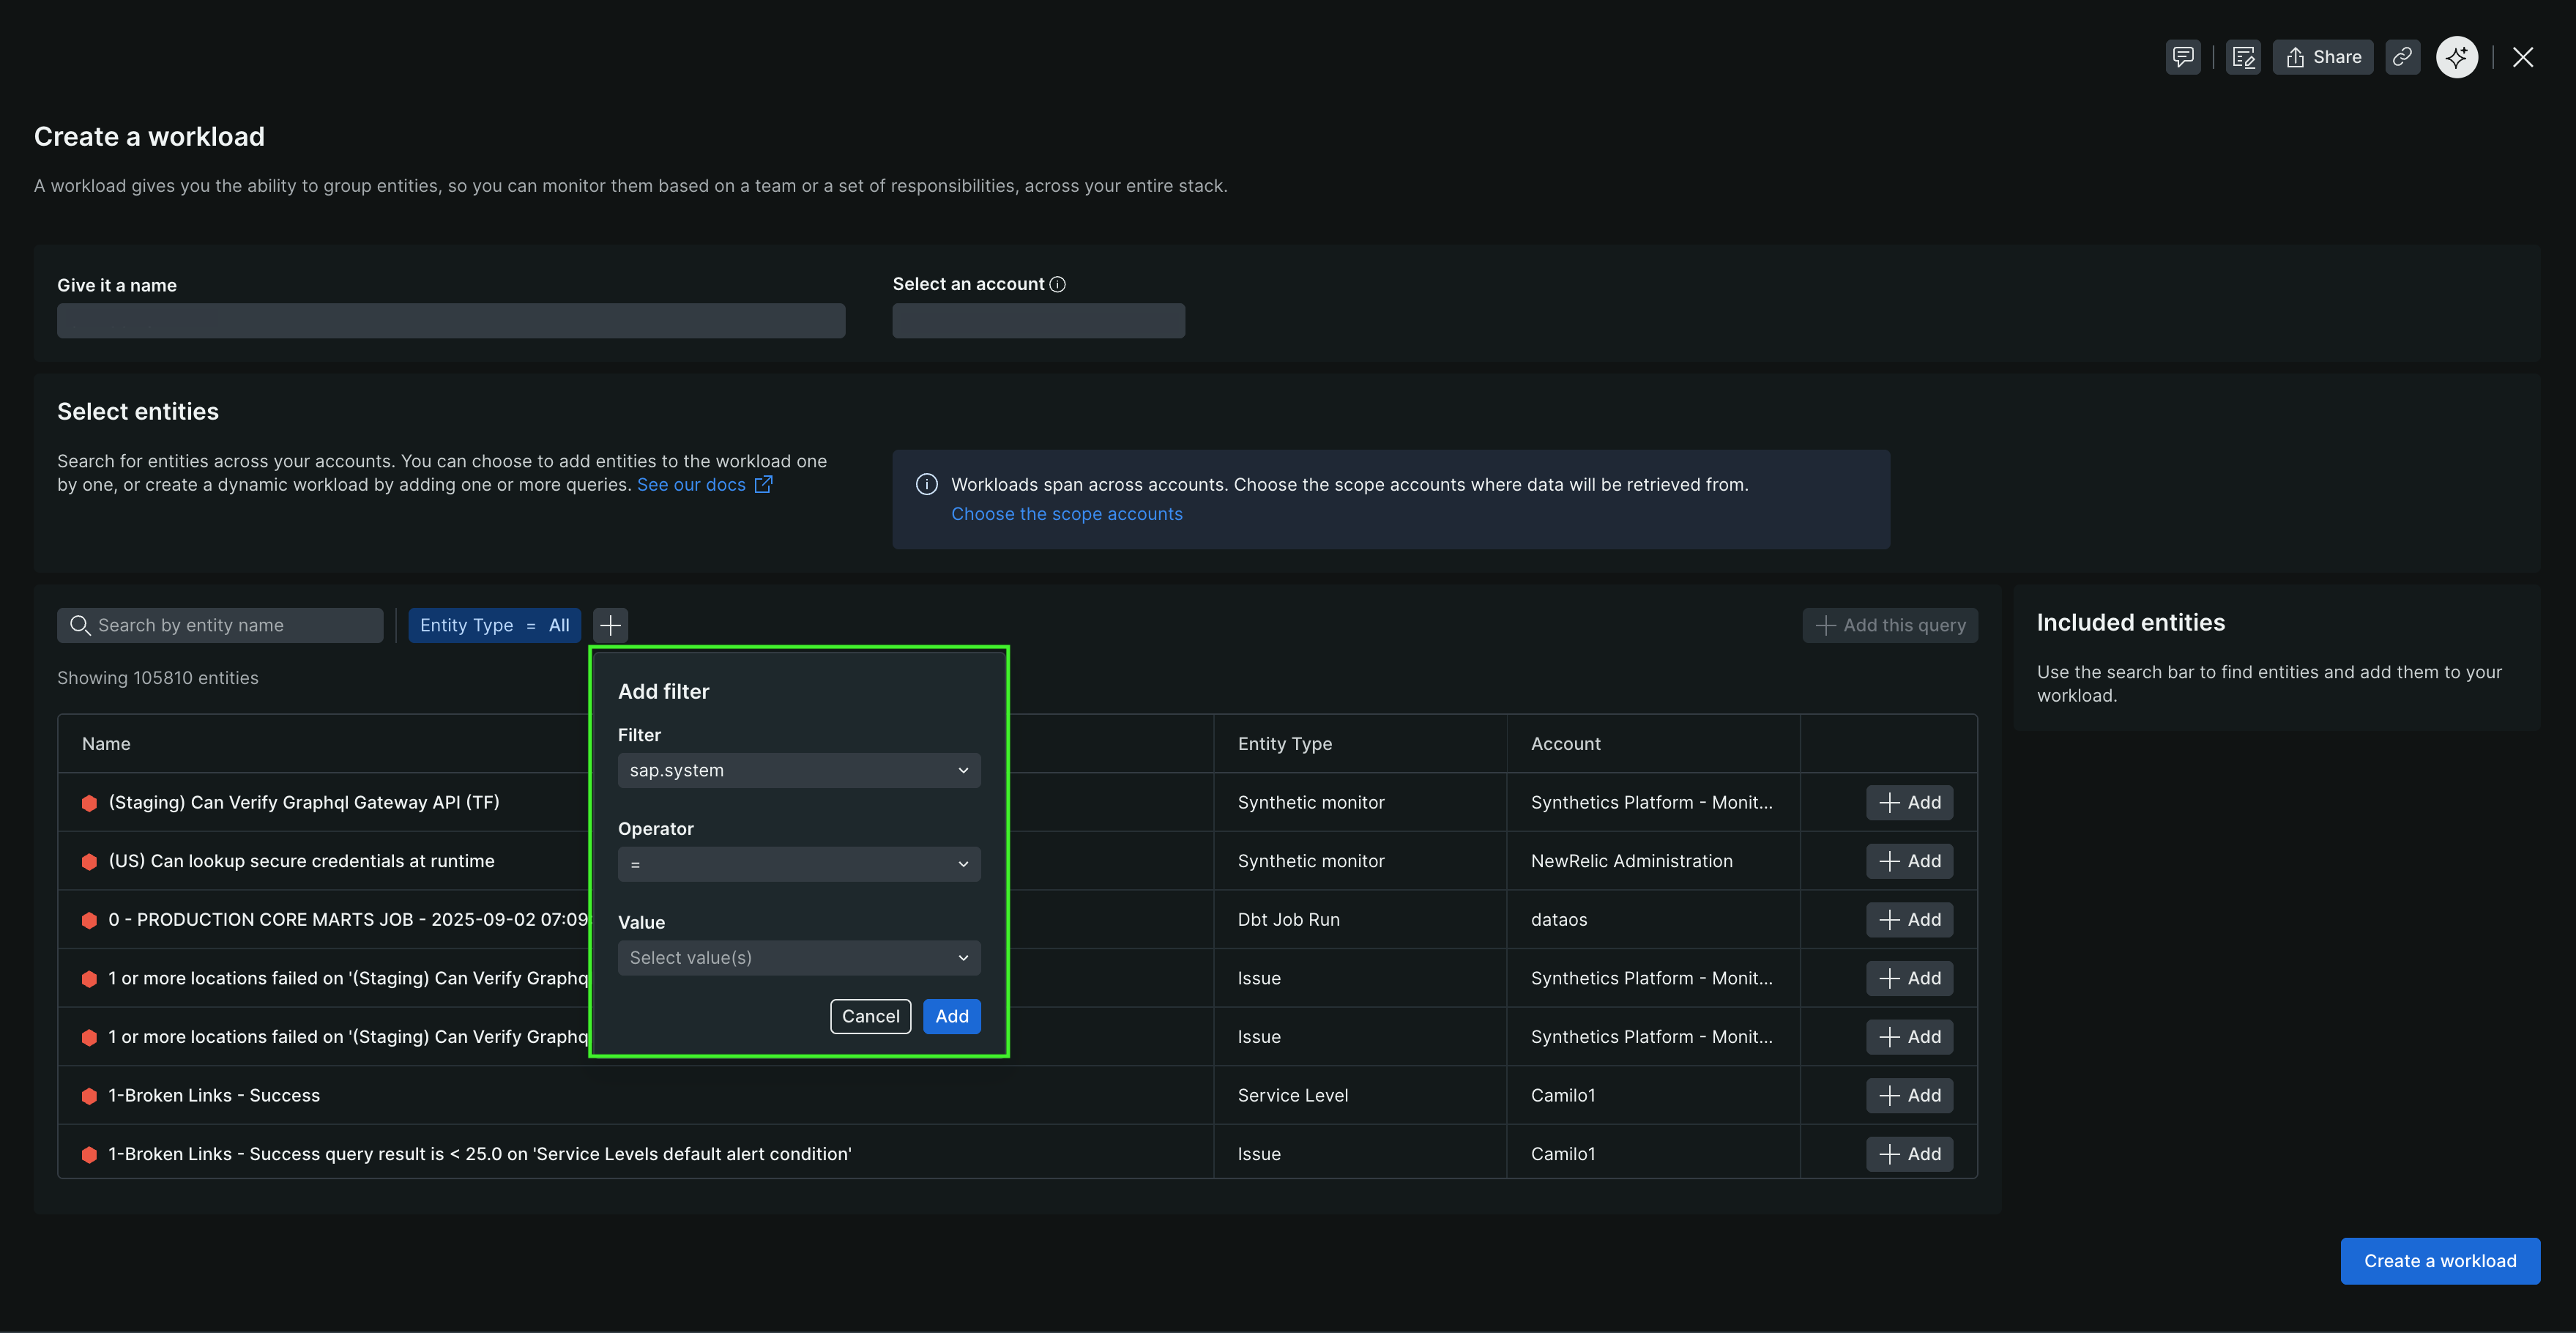 Share
Create a workload
A workload gives you the ability to group entities, so you can monitor them based on a team or a set of responsibilities, across your entire stack.
Give it a name
Select an account
Select entities
Search for entities across your accounts. You can choose to add entities to the workload one
by one, or create a dynamic workload by adding one or more queries. See our docs
Workloads span across accounts. Choose the scope accounts where data will be retrieved from.
Choose the scope accounts
Search by entity name
Entity Type = All
Add this query
Showing 105810 entities
Add filter
Filter
sap.system
Operator
=
Value
Select value(s)
Cancel Add
Name Entity Type Account
(Staging) Can Verify Graphql Gateway API (TF) Synthetic monitor Synthetics Platform - Monit... Add
(US) Can lookup secure credentials at runtime Synthetic monitor NewRelic Administration Add
0 - PRODUCTION CORE MARTS JOB - 2025-09-02 07:09: Dbt Job Run dataos Add
1 or more locations failed on '(Staging) Can Verify Graphq Issue Synthetics Platform - Monit... Add
1 or more locations failed on '(Staging) Can Verify Graphq Issue Synthetics Platform - Monit... Add
1-Broken Links - Success Service Level Camilo1 Add
1-Broken Links - Success query result is < 25.0 on 'Service Levels default alert condition' Issue Camilo1 Add
Included entities
Use the search bar to find entities and add them to your
workload.
Create a workload